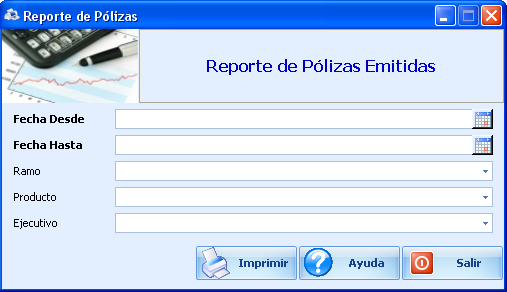 Reporte de Pólizas
Reporte de Pólizas Emitidas
Fecha Desde
Fecha Hasta
Ramo
Producto
Ejecutivo
Imprimir
Ayuda
Salir